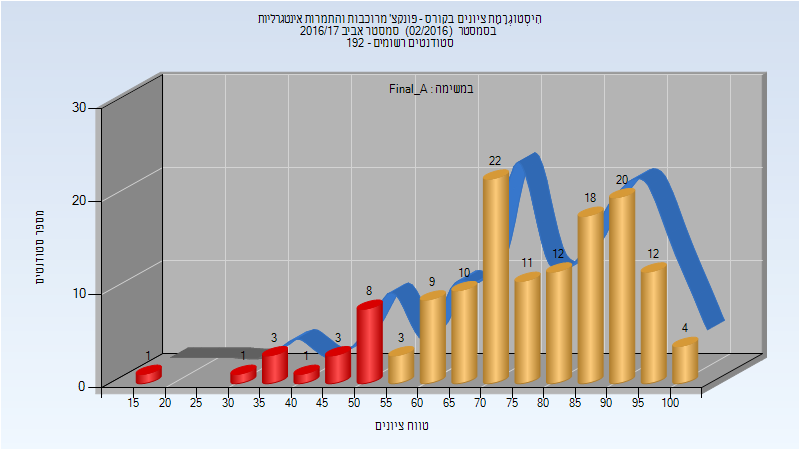 היסטוגרמת ציונים בקורס - פונקצ' מרוכבות והתמרות אינטגרליות
בסמסטר (02/2016) סמסטר אביב 2016/17
סטודנטים רשומים - 192
במשימה : Final_A
מספר סטודנטים
30
20
10
0
1
1
3
1
3
8
3
9
10
22
11
12
18
20
12
4
15 20 25 30 35 40 45 50 55 60 65 70 75 80 85 90 95 100
טווח ציונים